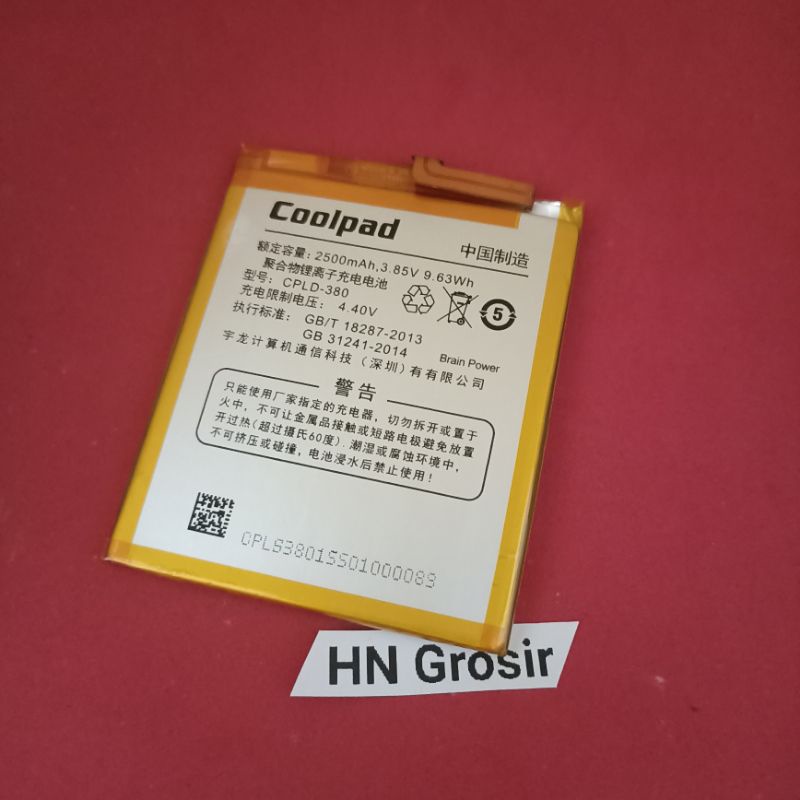 Coolpad
中国制造
额定容量: 2500mAh,3.85V 9.63Wh
聚合物锂离子充电电池
型号: CPLD-380
充电限制电压: 4.40V
执行标准: GB/T 18287-2013
GB 31241-2014
5
Brain Power
宇龙计算机通信科技(深圳)有有限公司
警告
只能使用厂家指定的充电器, 切勿拆开或置于
火中, 不可让金属品接触或短路电极避免放置
开过热(超过摄氏60度).潮湿或腐蚀环境中,
不可挤压或碰撞, 电池浸水后禁止使用!
CPLS38015501000089
HN Grosir